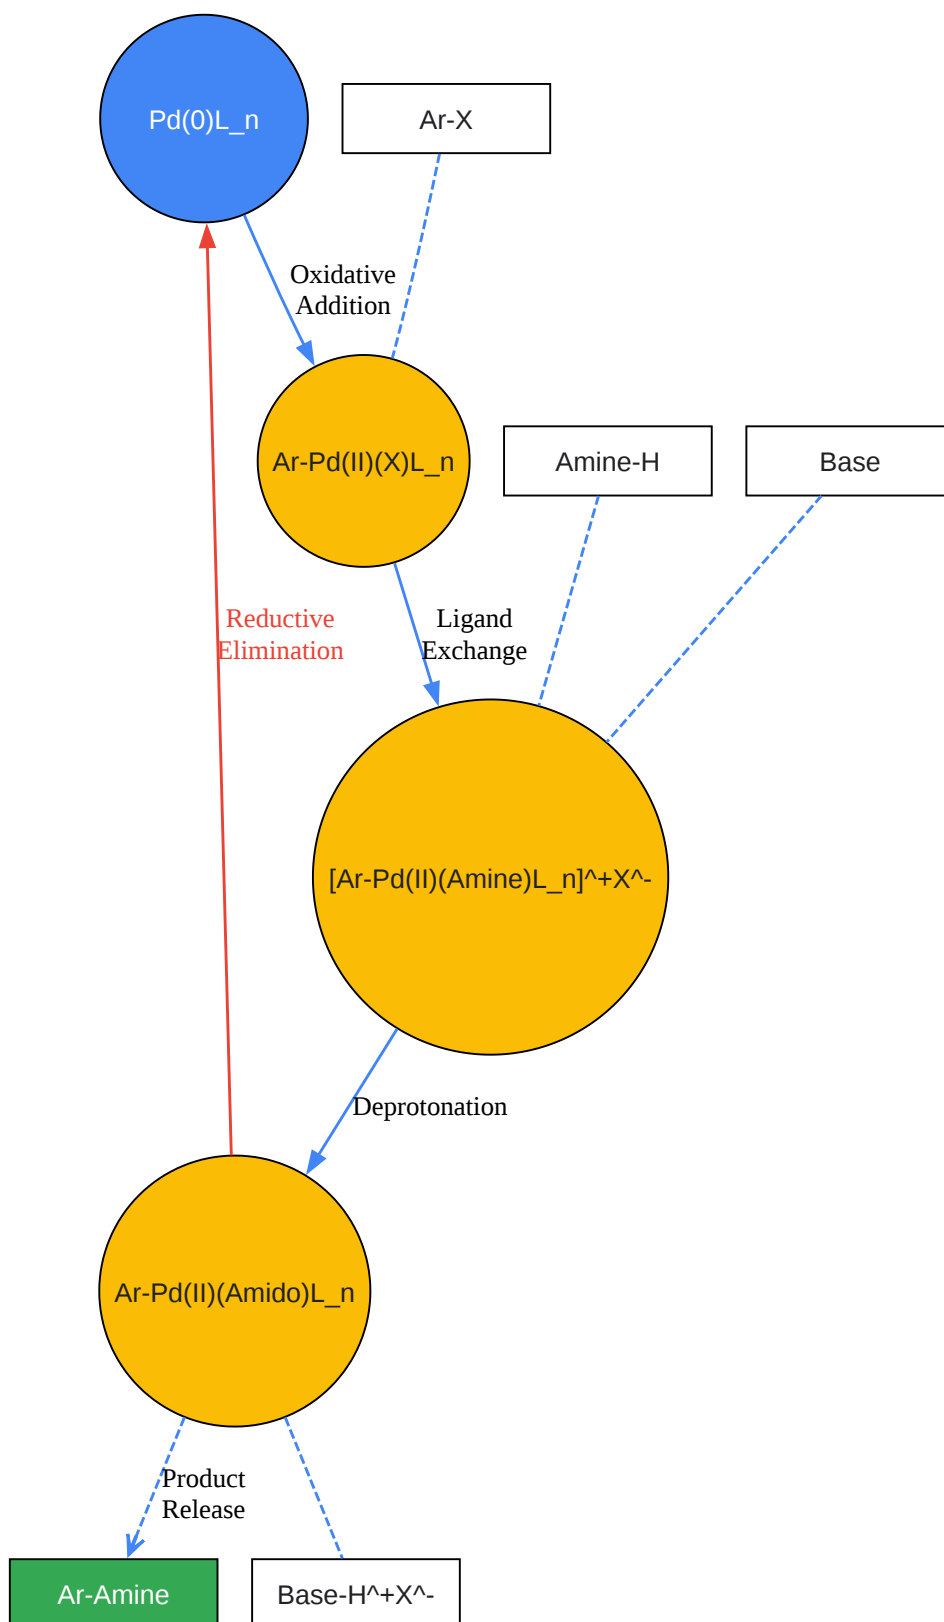 Pd(0)L_n
Ar-X
Oxidative
Addition
Ar-Pd(II)(X)L_n
Amine-H
Base
Reductive
Elimination
Ligand
Exchange
[Ar-Pd(II)(Amine)L_n]^+X^-
Deprotonation
Ar-Pd(II)(Amido)L_n
Product
Release
Ar-Amine
Base-H^+X^-